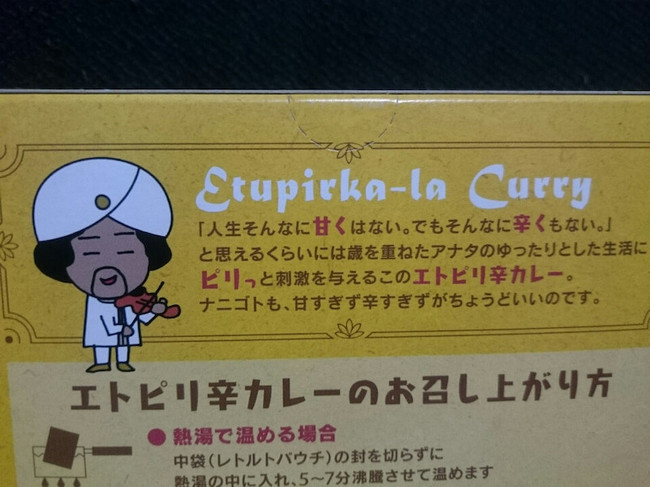 Etupirka-la Curry
「人生そんなに甘くはない。でもそんなに辛くもない。」
と思えるくらいには歳を重ねたアナタのゆったりとした生活に
ピリっと刺激を与えるこのエトピリ辛カレー。
ナニゴトも、甘すぎず辛すぎずがちょうどいいのです。
エトピリ辛カレーのお召し上がり方
●熱湯で温める場合
中袋(レトルトパウチ)の封を切らずに
熱湯の中に入れ、5~7分沸騰させて温めます